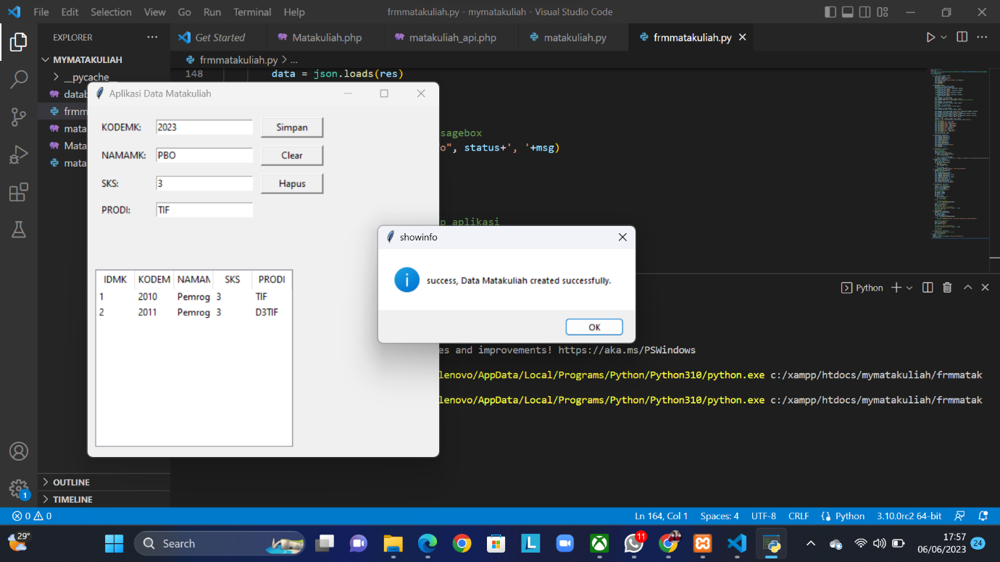 File Edit Selection View Go Run Terminal Help
frmmatakuliah.py - mymatakuliah - Visual Studio Code
EXPLORER
Get Started
Matakuliah.php
matakuliah_api.php
matakuliah.py
frmmatakuliah.py
MYMATAKULIAH
frmmatakuliah.py > ...
__pycache_
148 data = json.loads(res)
datab
frmm
mata
Mata
mata
Aplikasi Data Matakuliah
KODEMK: 2023 Simpan
NAMAMK: PBO Clear
SKS: 3 Hapus
PRODI: TIF
sagebox
o", status+', '+msg)
p aplikasi
IDMK KODEM NAMAN SKS PRODI
1 2010 Pemrog 3 TIF
2 2011 Pemrog 3 D3TIF
showinfo
success, Data Matakuliah created successfully.
OK
Python
es and improvements! https://aka.ms/PSWindows
lenovo/AppData/Local/Programs/Python/Python310/python.exe c:/xampp/htdocs/mymatakuliah/frmmatak
lenovo/AppData/Local/Programs/Python/Python310/python.exe c:/xampp/htdocs/mymatakuliah/frmmatak
1
OUTLINE
TIMELINE
0 0
Ln 164, Col 1 Spaces: 4 UTF-8 CRLF Python 3.10.0rc2 64-bit
29°
Search
L
11
17:57
06/06/2023
24